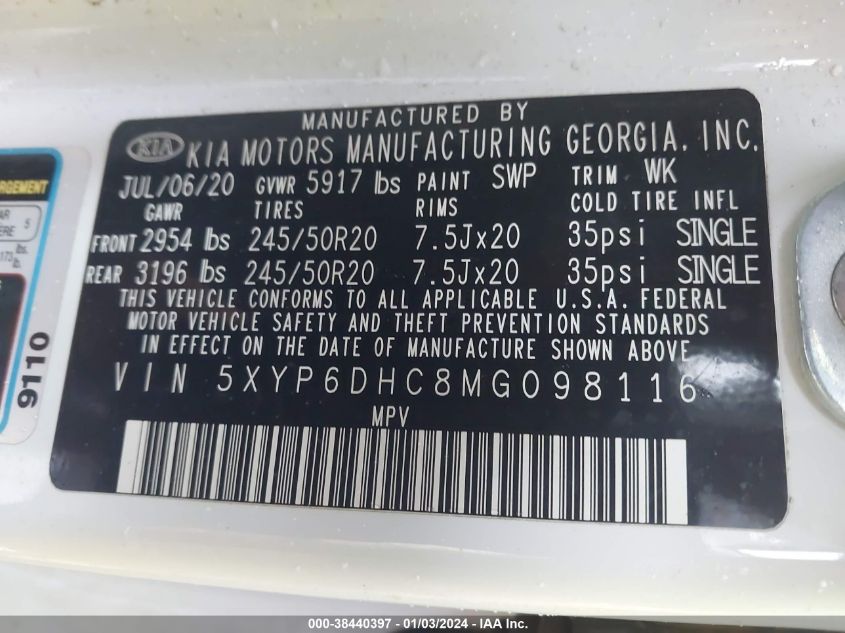 MANUFACTURED BY
KIA KIA MOTORS MANUFACTURING GEORGIA, INC.
JUL/06/20 GVWR 5917 lbs PAINT SWP TRIM WK
GAWR TIRES RIMS COLD TIRE INFL
FRONT 2954 lbs 245/50R20 7.5Jx20 35psi SINGLE
REAR 3196 lbs 245/50R20 7.5Jx20 35psi SINGLE
THIS VEHICLE CONFORMS TO ALL APPLICABLE U.S.A. FEDERAL
MOTOR VEHICLE SAFETY AND THEFT PREVENTION STANDARDS
IN EFFECT ON THE DATE OF MANUFACTURE SHOWN ABOVE
VIN 5XYP6DHC8MG098116
MPV
5
lbs.
9110
000-38440397 - 01/03/2024 - IAA Inc.